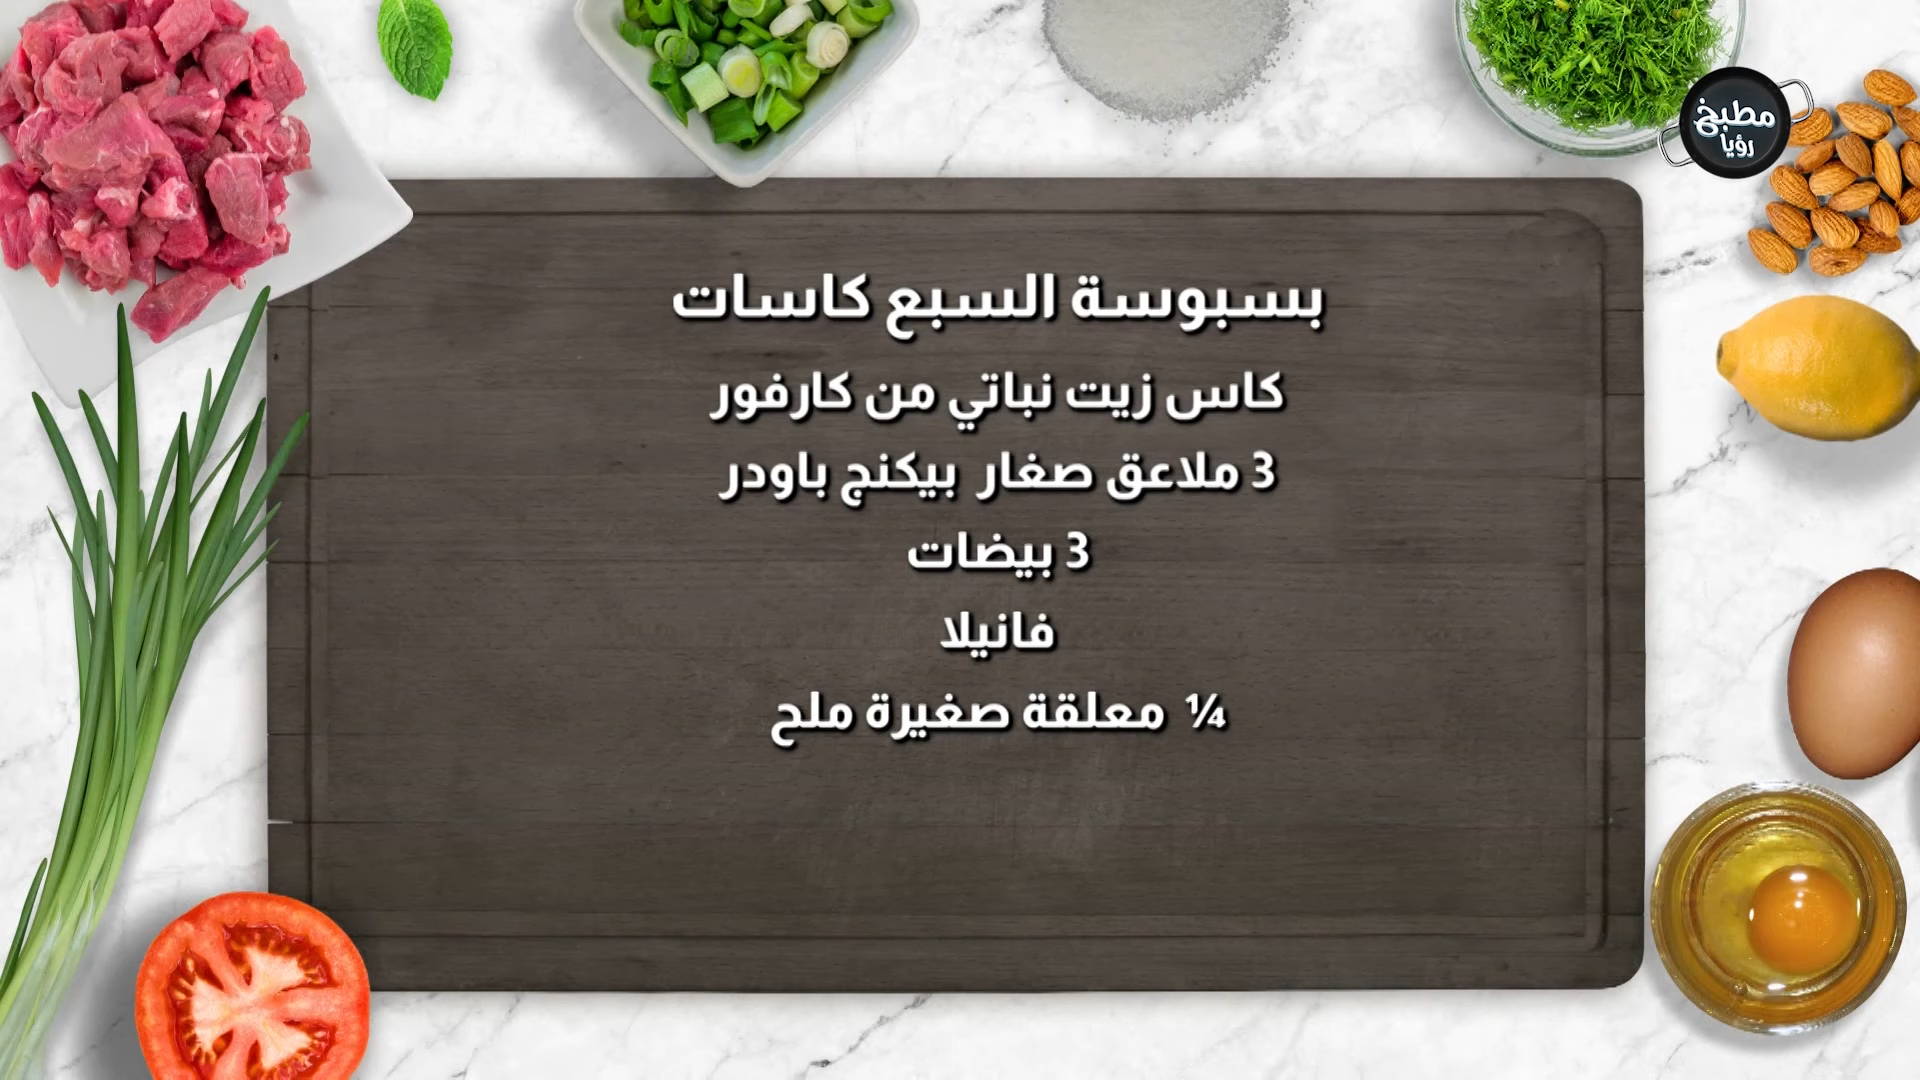 مطبخ
رؤيا
بسبوسة السبع كاسات
كاس زيت نباتي من كارفور
3 ملاعق صغار بيكنج باودر
3 بيضات
فانيلا
¼ معلقة صغيرة ملح